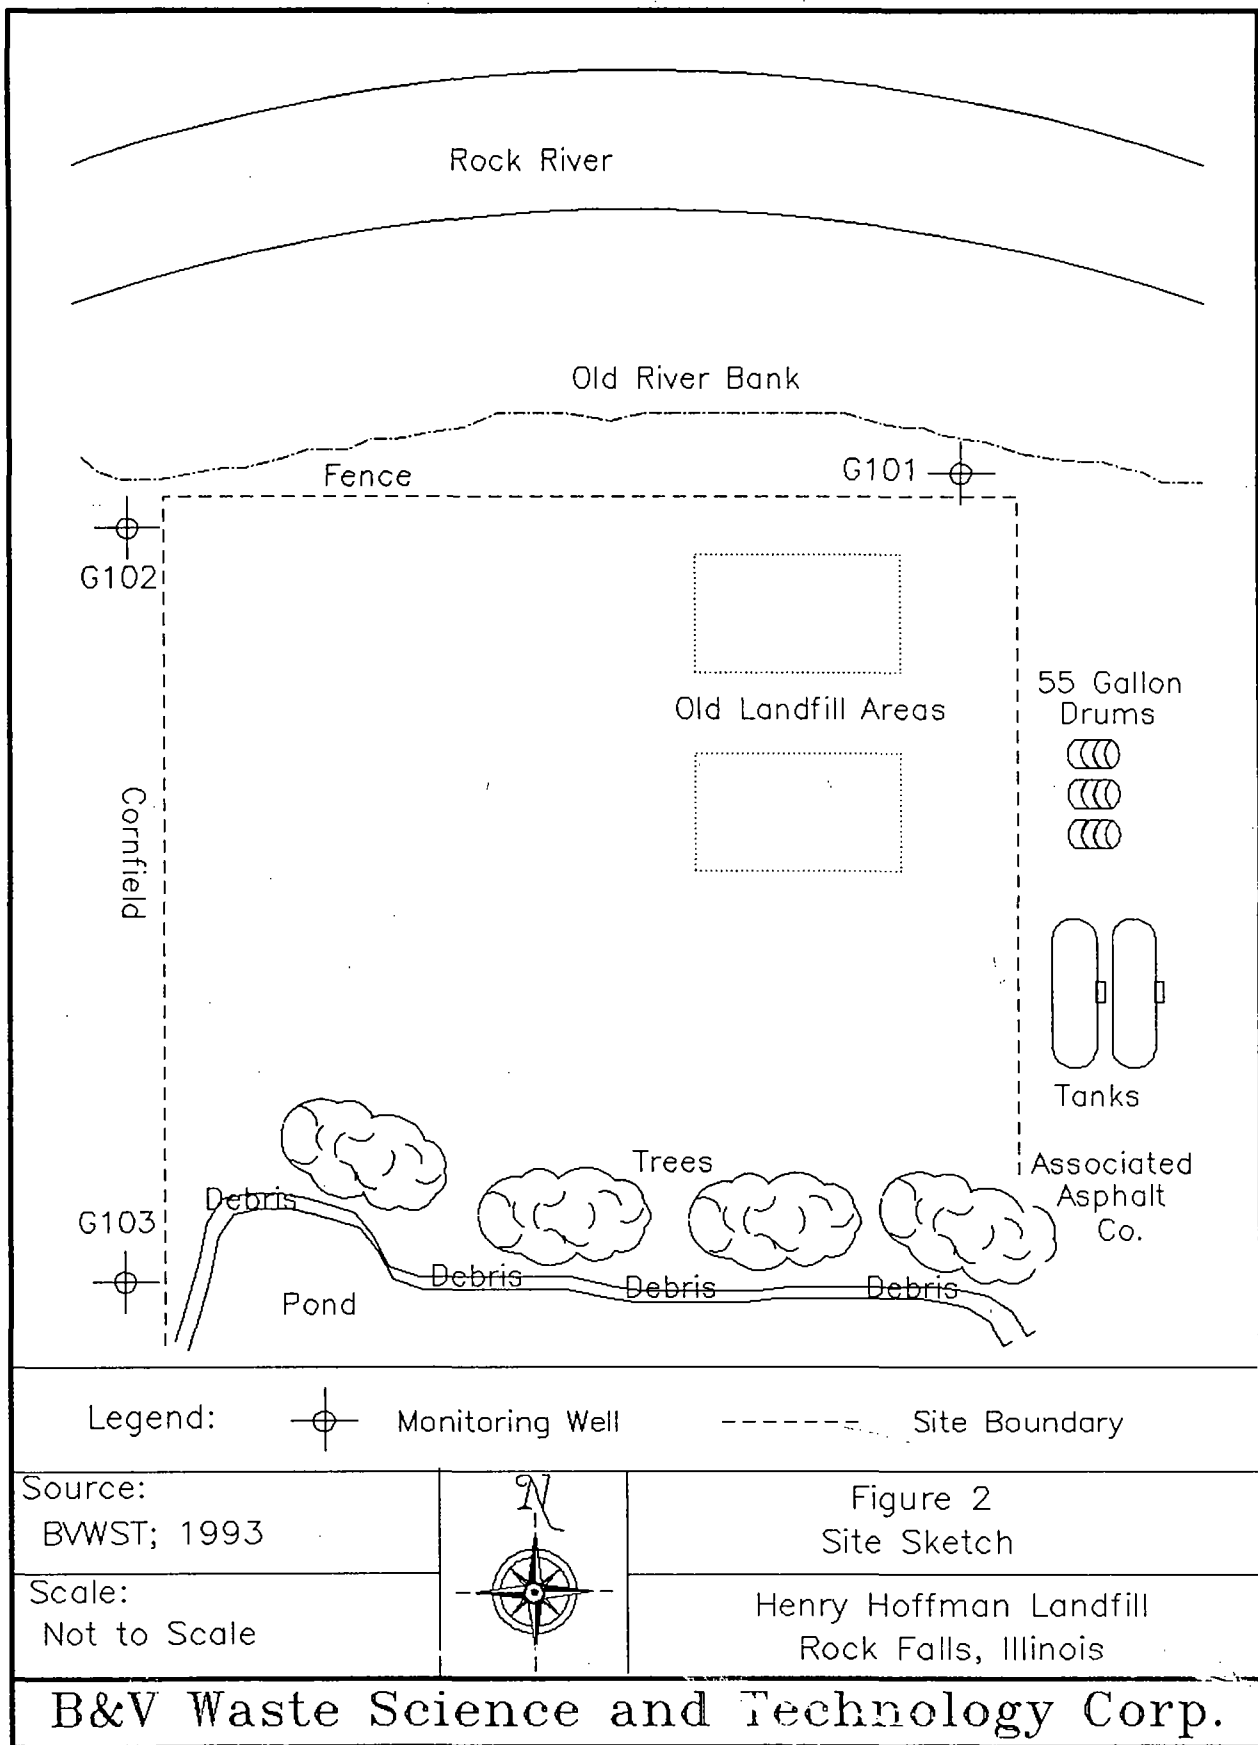 Rock River
Old River Bank
Fence
G101
G102
55 Gallon
Drums
Old Landfill Areas
Cornfield
Tanks
Trees
Associated
Asphalt
Co.
Debris
G103
Debris
Debris
Debris
Pond
Legend:
Monitoring Well
Site Boundary
Source:
BVWST; 1993
N
Figure 2
Site Sketch
Scale:
Not to Scale
Henry Hoffman Landfill
Rock Falls, Illinois
B&V Waste Science and Technology Corp.